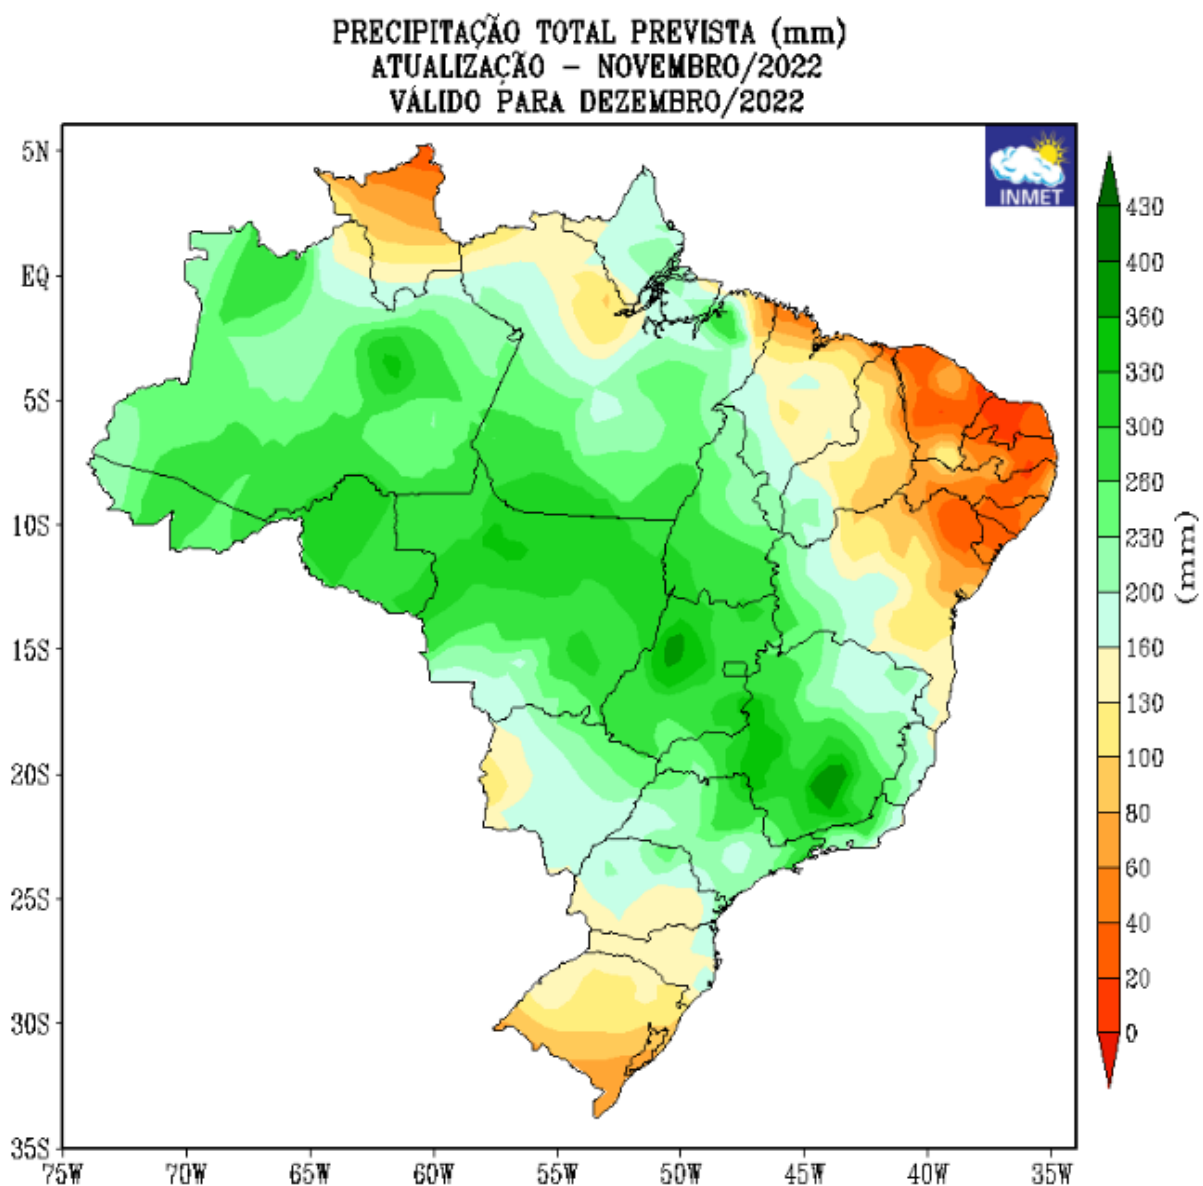 PRECIPITAÇÃO TOTAL PREVISTA (mm)
ATUALIZAÇÃO – NOVEMBRO/2022
VÁLIDO PARA DEZEMBRO/2022
INMET
5N
EQ
5S
10S
15S
20S
25S
30S
35S
75W 70W 65W 60W 55W 50W 45W 40W 35W
430
400
360
330
300
260
230
200
160
130
100
80
60
40
20
0
(mm)